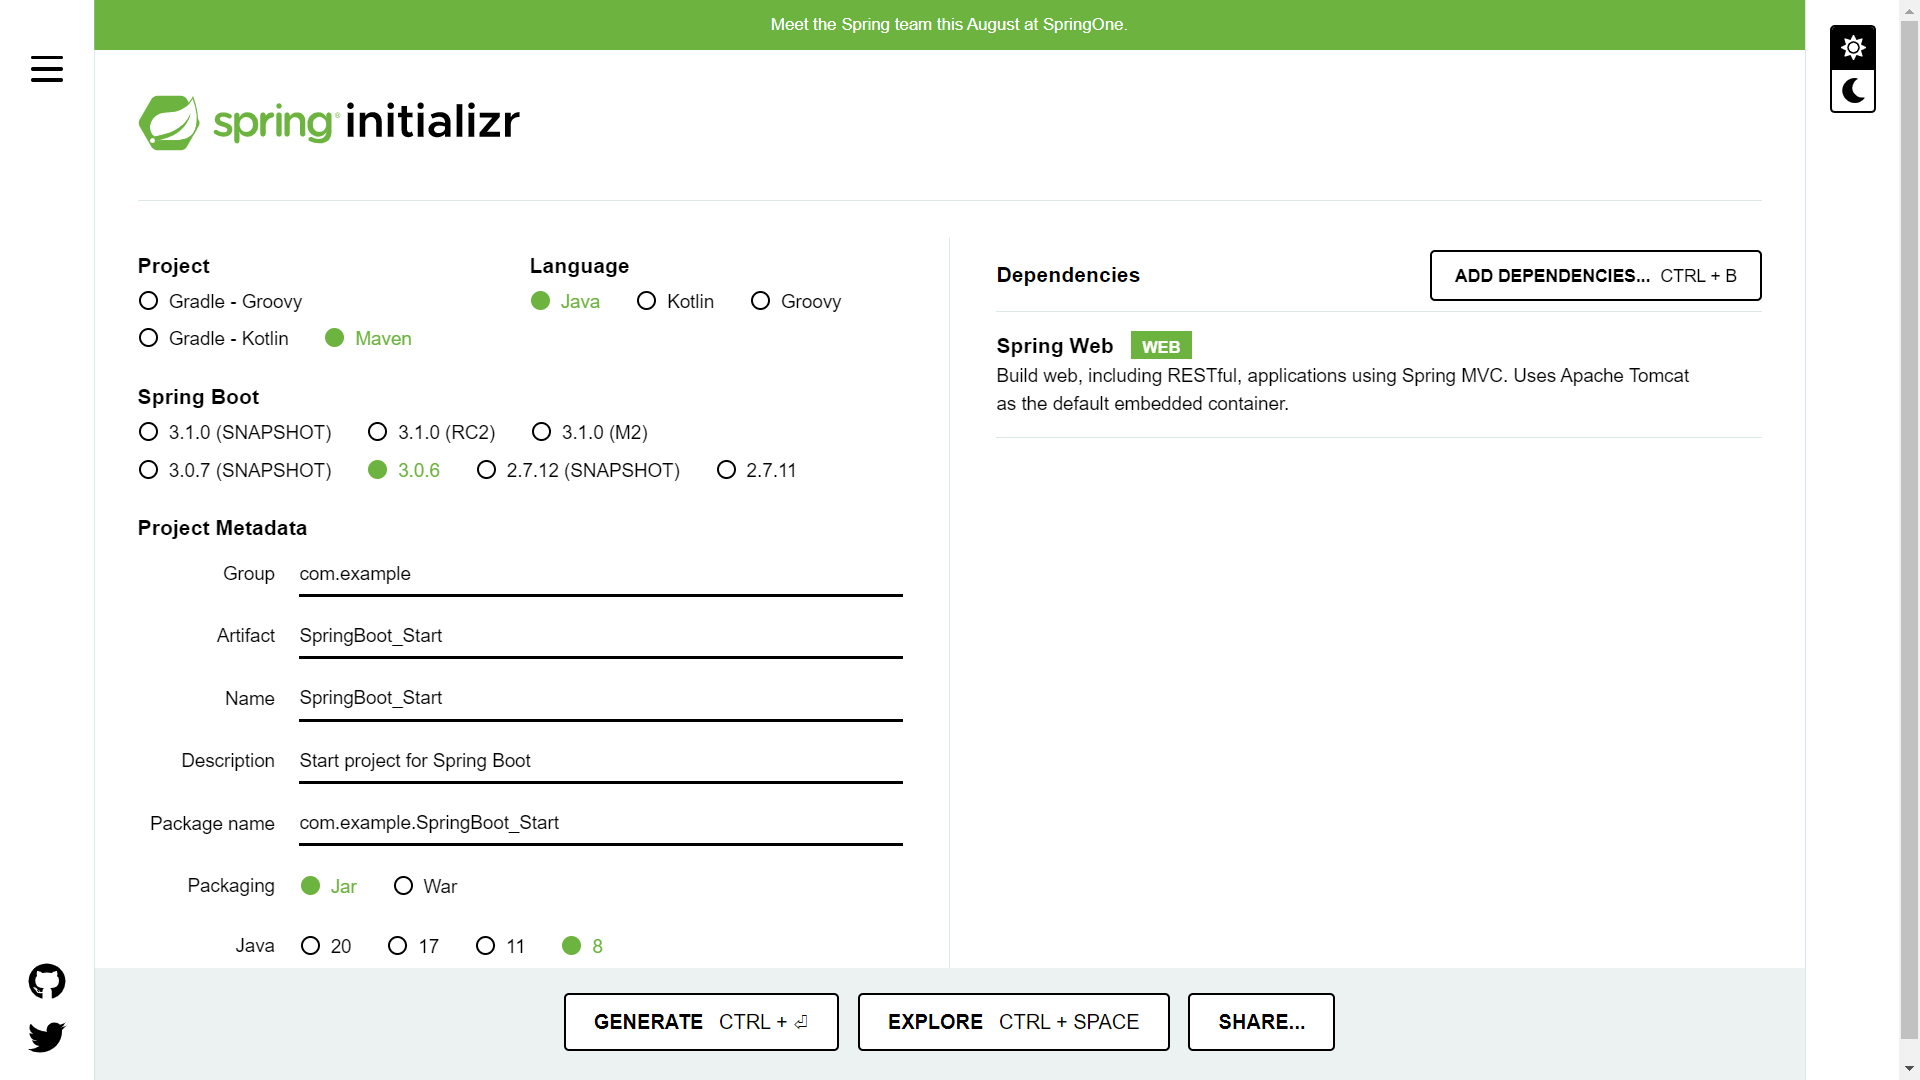 Meet the Spring team this August at SpringOne.
spring initializr
Project
Gradle - Groovy
Gradle - Kotlin Maven
Language
Java Kotlin Groovy
Spring Boot
3.1.0 (SNAPSHOT) 3.1.0 (RC2) 3.1.0 (M2)
3.0.7 (SNAPSHOT) 3.0.6 2.7.12 (SNAPSHOT) 2.7.11
Project Metadata
Group com.example
Artifact SpringBoot_Start
Name SpringBoot_Start
Description Start project for Spring Boot
Package name com.example.SpringBoot_Start
Packaging Jar War
Java 20 17 11 8
Dependencies
ADD DEPENDENCIES... CTRL + B
Spring Web WEB
Build web, including RESTful, applications using Spring MVC. Uses Apache Tomcat
as the default embedded container.
GENERATE CTRL + ⏎
EXPLORE CTRL + SPACE
SHARE...